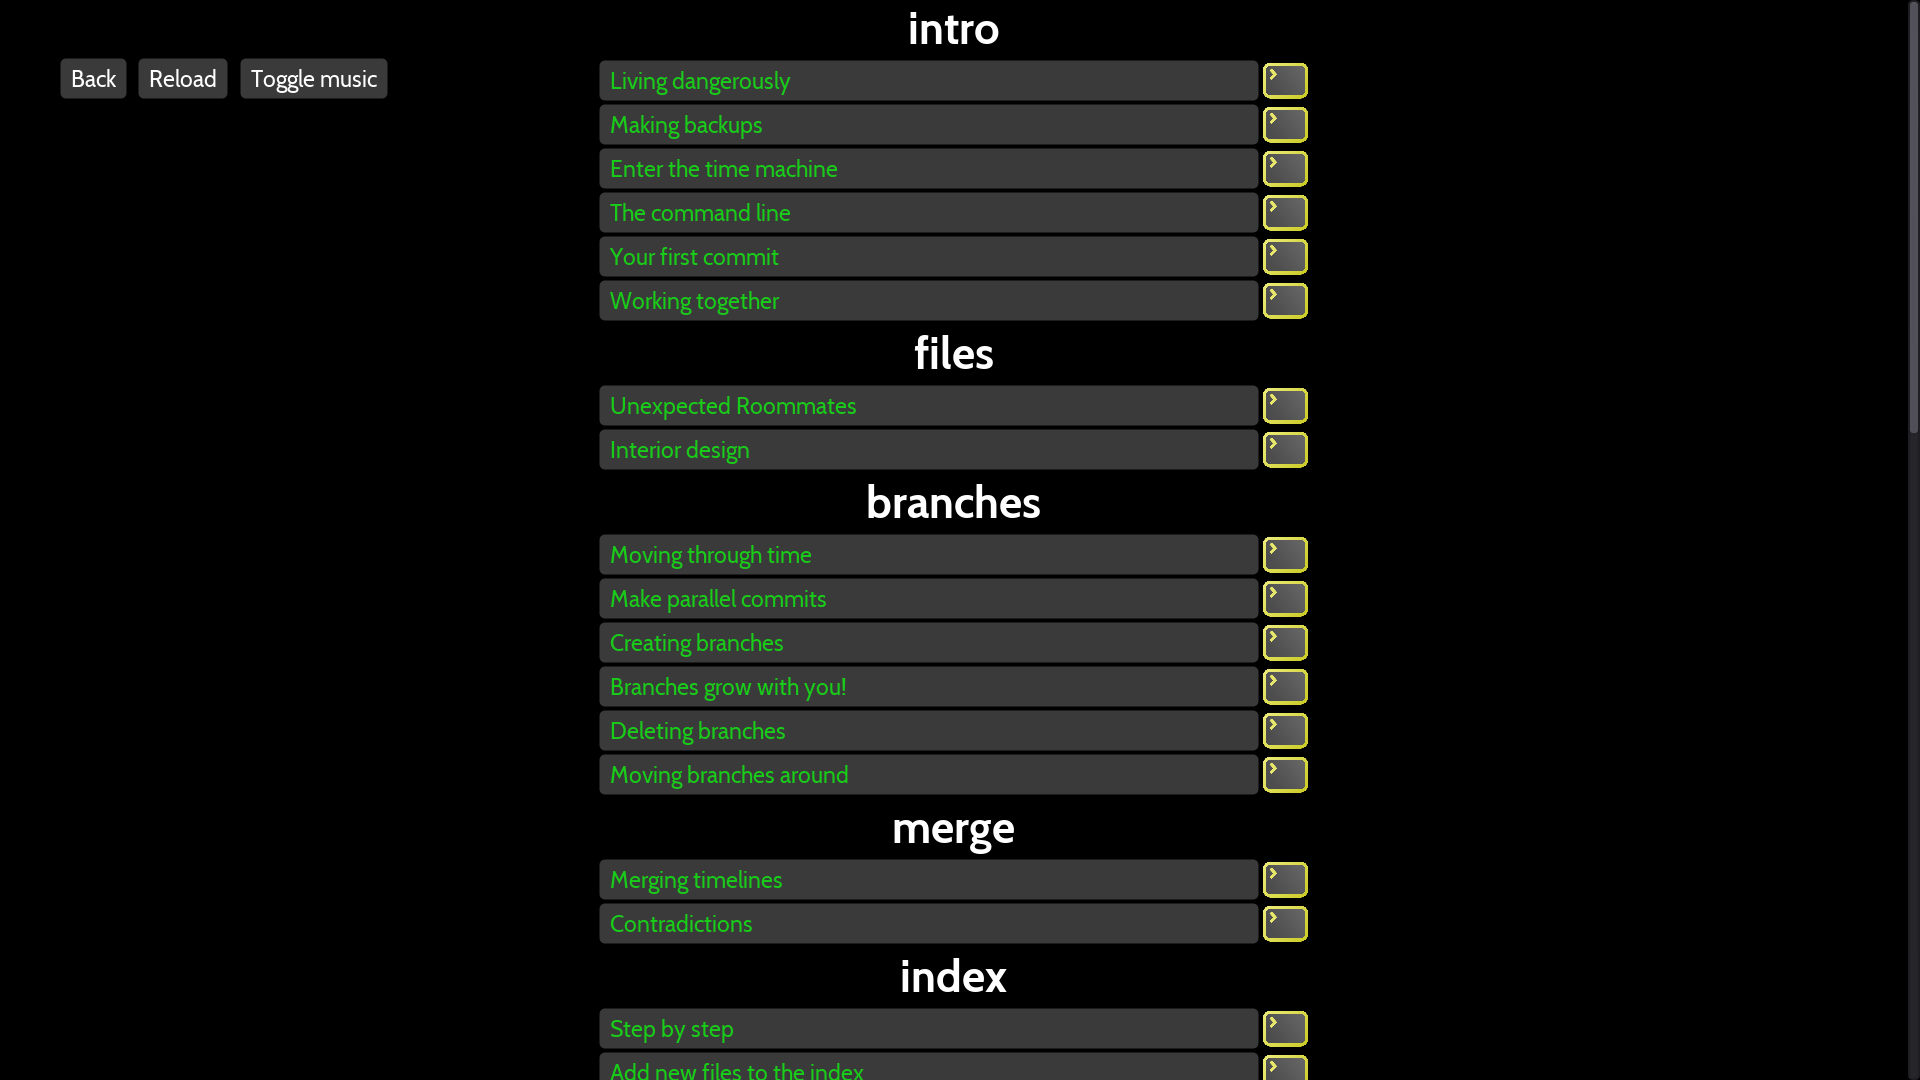 intro
Back
Reload
Toggle music
Living dangerously
Making backups
Enter the time machine
The command line
Your first commit
Working together
files
Unexpected Roommates
Interior design
branches
Moving through time
Make parallel commits
Creating branches
Branches grow with you!
Deleting branches
Moving branches around
merge
Merging timelines
Contradictions
index
Step by step
Add new files to the index